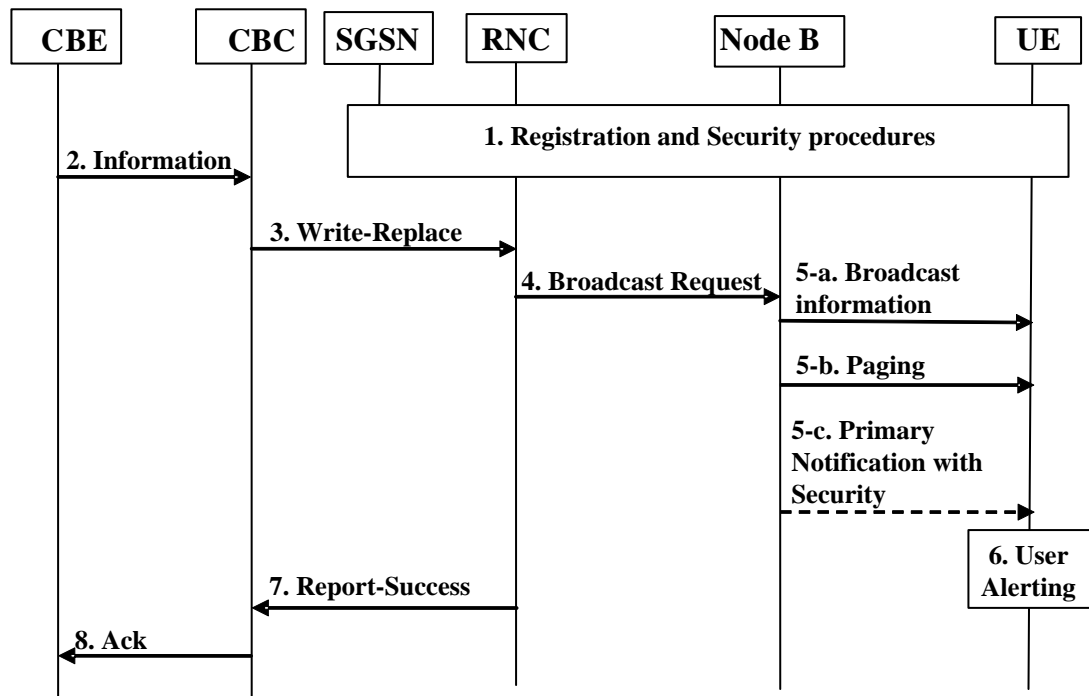 CBE
CBC
SGSN
RNC
Node B
UE
1. Registration and Security procedures
2. Information
3. Write-Replace
4. Broadcast Request
5-a. Broadcast
information
5-b. Paging
5-c. Primary
Notification with
Security
6. User
Alerting
7. Report-Success
8. Ack